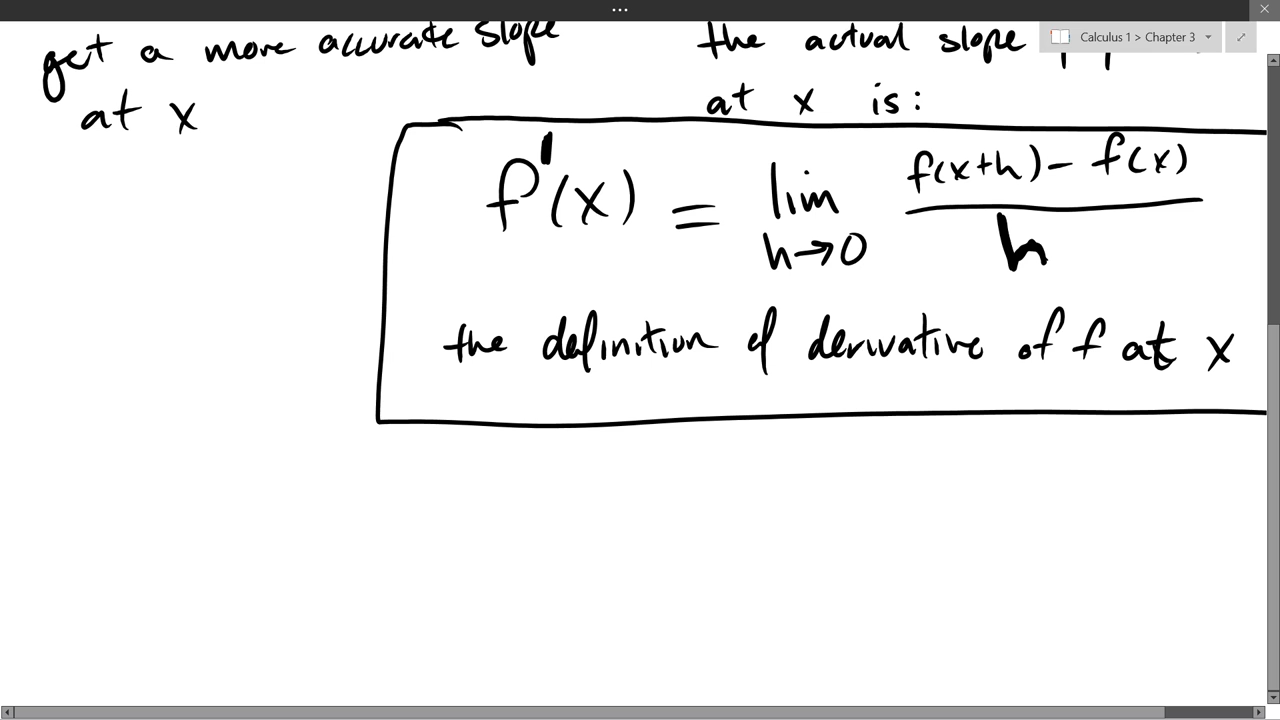 get a more accurate slope
at x
the actual slope
at x is:
Calculus 1 > Chapter 3
f'(x) = lim h→0 f(x+h) - f(x) / h
the definition of derivative of f at x